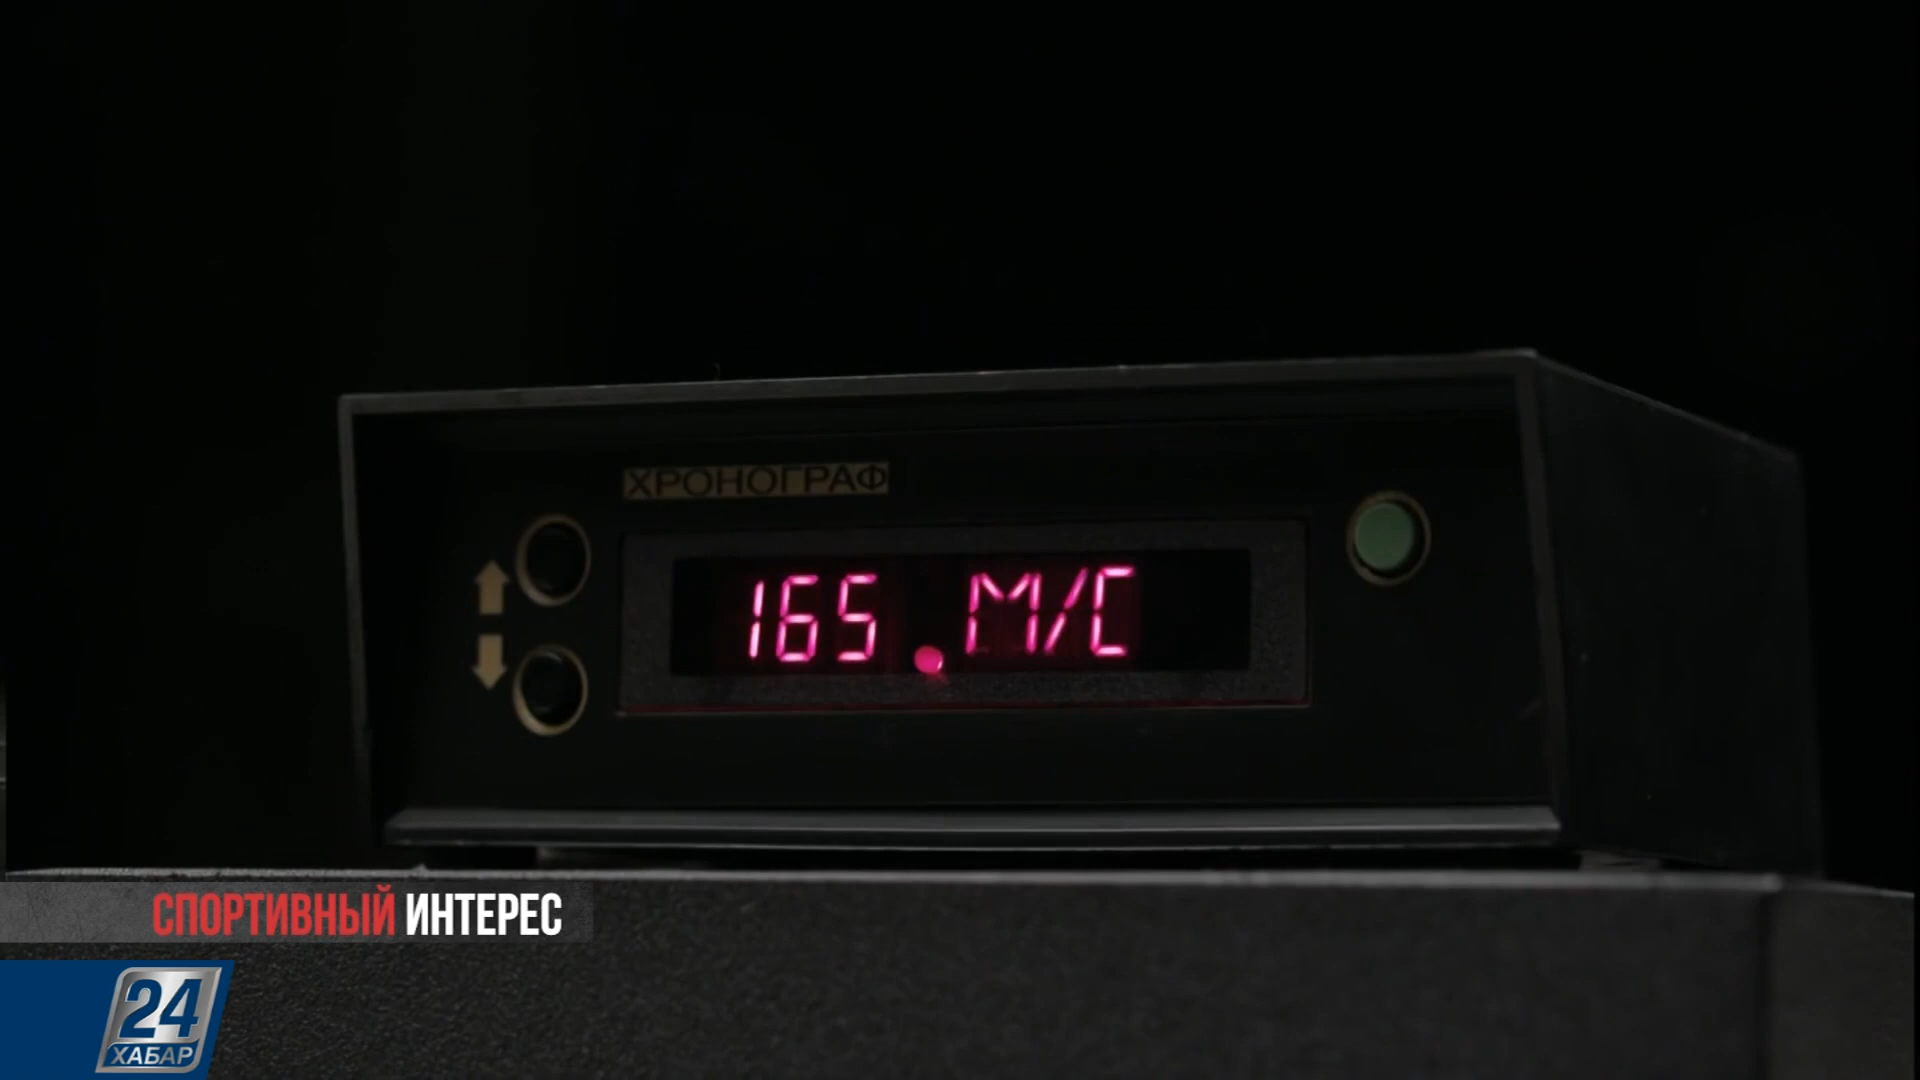 ХРОНОГРАФ
165 М/С
СПОРТИВНЫЙ ИНТЕРЕС
24
ХАБАР